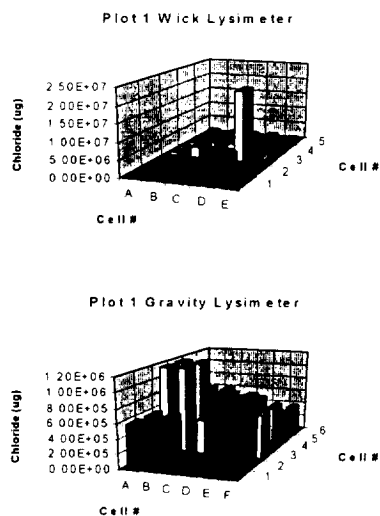 Plot 1 Wick Lysimeter
Chloride (ug)
2.50E+07
2 00E+07
1 50E+07
1 00E+07
5 00E+06
0 00E+00
A B C D E
1 2 3 4 5
Cell #
Cell #
Plot 1 Gravity Lysimeter
Chloride (ug)
1 20E+06
1 00E+06
8 00E+05
6 00E+05
4 00E+05
2 00E+05
0 00E+00
A B C D E F
1 2 3 4 5 6
Cell #
Cell #